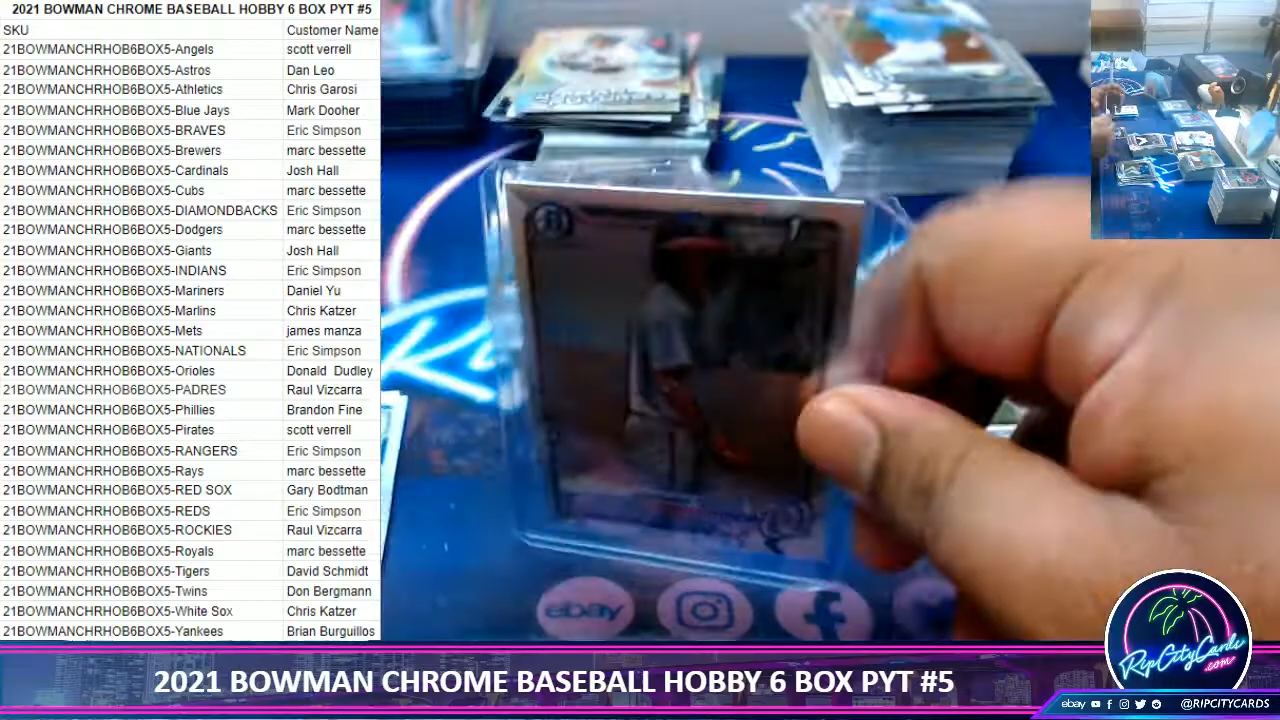 2021 BOWMAN CHROME BASEBALL HOBBY 6 BOX PYT #5
SKU Customer Name
21BOWMANCHRHOB6BOX5-Angels scott verrell
21BOWMANCHRHOB6BOX5-Astros Dan Leo
21BOWMANCHRHOB6BOX5-Athletics Chris Garosi
21BOWMANCHRHOB6BOX5-Blue Jays Mark Dooher
21BOWMANCHRHOB6BOX5-BRAVES Eric Simpson
21BOWMANCHRHOB6BOX5-Brewers marc bessette
21BOWMANCHRHOB6BOX5-Cardinals Josh Hall
21BOWMANCHRHOB6BOX5-Cubs marc bessette
21BOWMANCHRHOB6BOX5-DIAMONDBACKS Eric Simpson
21BOWMANCHRHOB6BOX5-Dodgers marc bessette
21BOWMANCHRHOB6BOX5-Giants Josh Hall
21BOWMANCHRHOB6BOX5-INDIANS Eric Simpson
21BOWMANCHRHOB6BOX5-Mariners Daniel Yu
21BOWMANCHRHOB6BOX5-Marlins Chris Katzer
21BOWMANCHRHOB6BOX5-Mets james manza
21BOWMANCHRHOB6BOX5-NATIONALS Eric Simpson
21BOWMANCHRHOB6BOX5-Orioles Donald Dudley
21BOWMANCHRHOB6BOX5-PADRES Raul Vizcarra
21BOWMANCHRHOB6BOX5-Phillies Brandon Fine
21BOWMANCHRHOB6BOX5-Pirates scott verrell
21BOWMANCHRHOB6BOX5-RANGERS Eric Simpson
21BOWMANCHRHOB6BOX5-Rays marc bessette
21BOWMANCHRHOB6BOX5-RED SOX Gary Bodtman
21BOWMANCHRHOB6BOX5-REDS Eric Simpson
21BOWMANCHRHOB6BOX5-ROCKIES Raul Vizcarra
21BOWMANCHRHOB6BOX5-Royals marc bessette
21BOWMANCHRHOB6BOX5-Tigers David Schmidt
21BOWMANCHRHOB6BOX5-Twins Don Bergmann
21BOWMANCHRHOB6BOX5-White Sox Chris Katzer
21BOWMANCHRHOB6BOX5-Yankees Brian Burguillos
ebay
RipCityCards
.com
2021 BOWMAN CHROME BASEBALL HOBBY 6 BOX PYT #5
ebay @RIPCITYCARDS